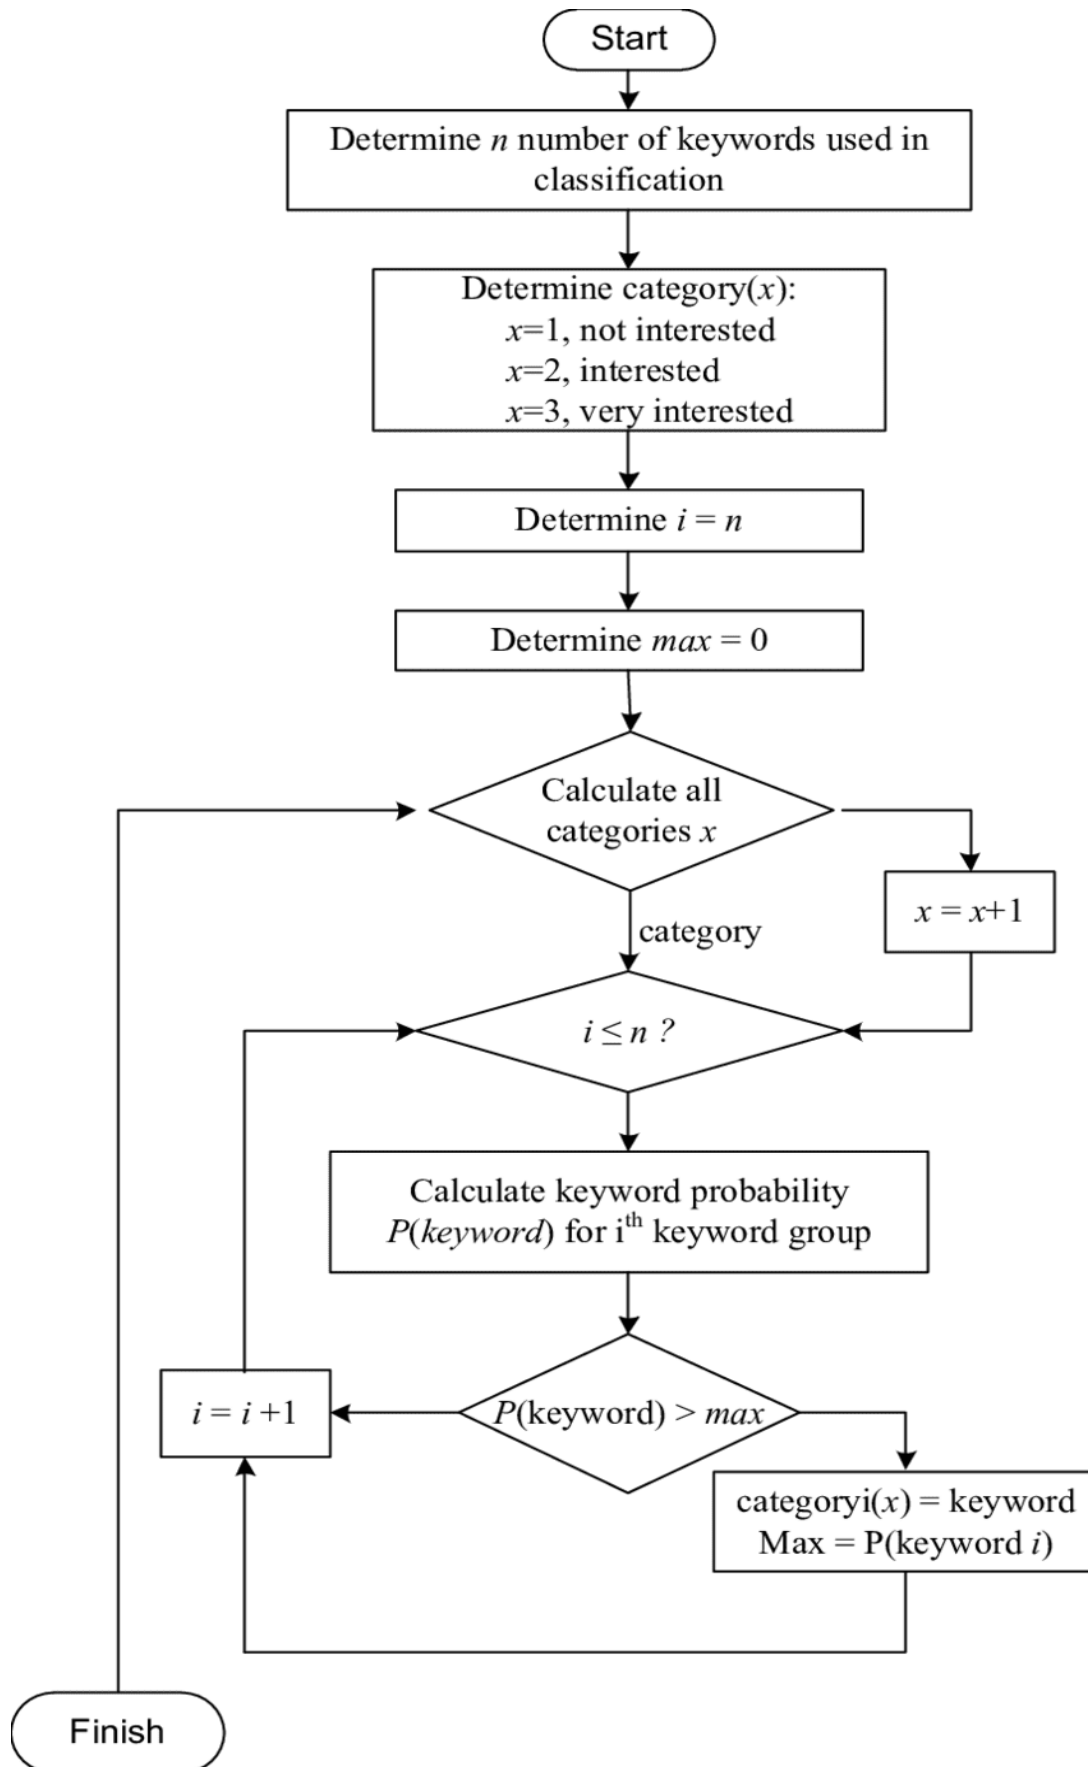 Start
Determine n number of keywords used in
classification
Determine category(x):
x=1, not interested
x=2, interested
x=3, very interested
Determine i = n
Determine max = 0
Calculate all
categories x
x = x+1
category
i ≤ n ?
Calculate keyword probability
P(keyword) for iᵗʰ keyword group
P(keyword) > max
i = i +1
categoryi(x) = keyword
Max = P(keyword i)
Finish